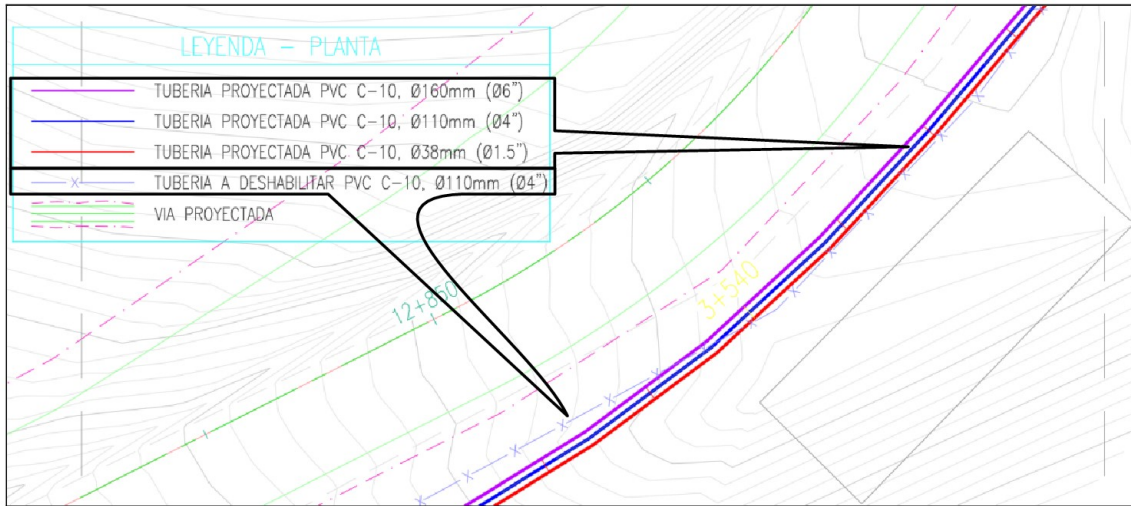 LEYENDA - PLANTA
TUBERIA PROYECTADA PVC C-10, Ø160mm (Ø6")
TUBERIA PROYECTADA PVC C-10, Ø110mm (Ø4")
TUBERIA PROYECTADA PVC C-10, Ø38mm (Ø1.5")
TUBERIA A DESHABILITAR PVC C-10, Ø110mm (Ø4")
VIA PROYECTADA
12+850
3+540